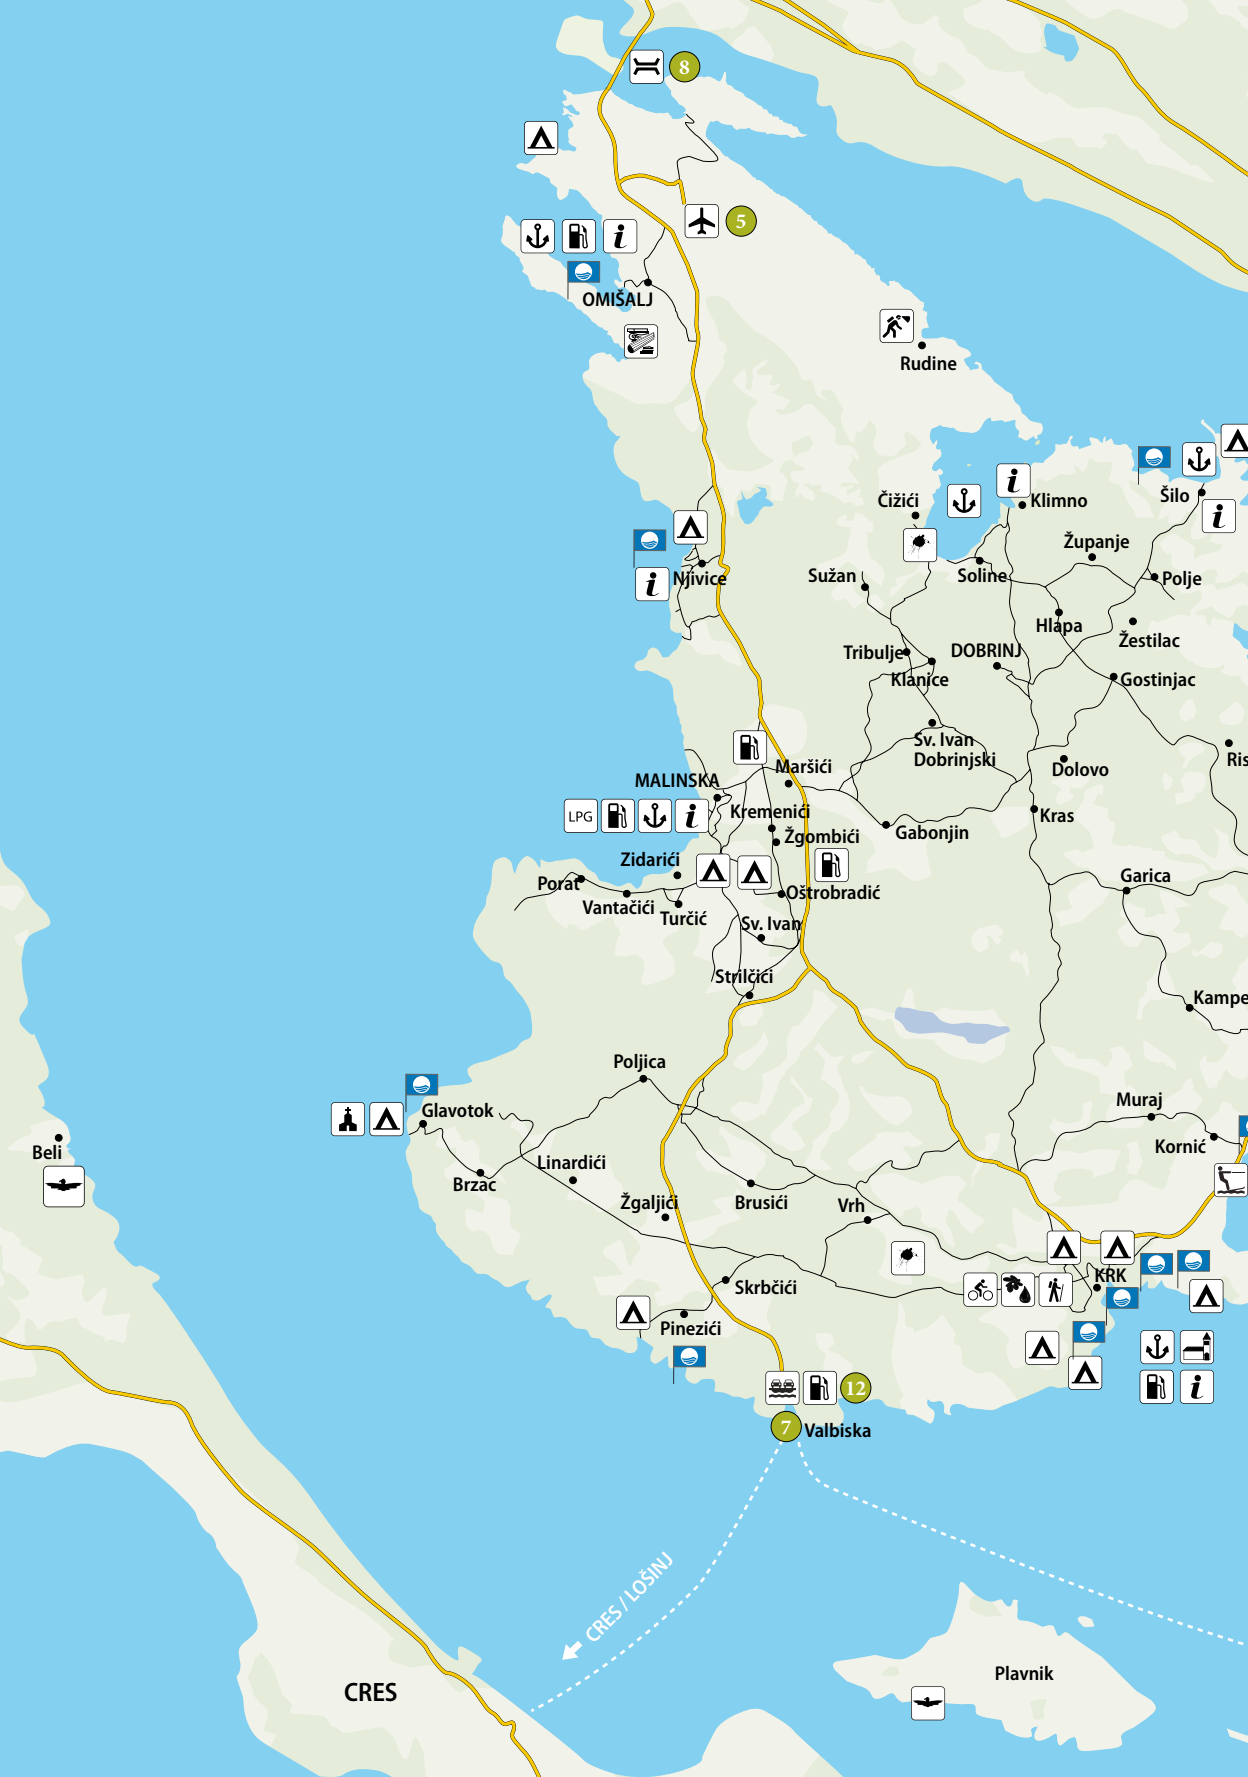 8
5
i
OMIŠALJ
Rudine
Čižići
i
Klimno
Šilo
i
Županje
Njivice
i
Sužan
Soline
Polje
Hlapa
Žestilac
Tribulje
DOBRINJ
Klanice
Gostinjac
Sv. Ivan
Dobrinjski
Ris
Dolovo
Maršići
MALINSKA
LPG
i
Kremenići
Kras
Žgombići
Gabonjin
Zidarići
Porat
Oštrobradić
Garica
Vantačići
Turčić
Sv. Ivan
Strilčići
Kampe
Poljica
Glavotok
Muraj
Beli
Kornić
Linardići
Brzac
Žgaljići
Brusići
Vrh
KRK
Skrbčići
Pinezići
i
12
7
Valbiska
CRES / LOŠINJ
Plavnik
CRES